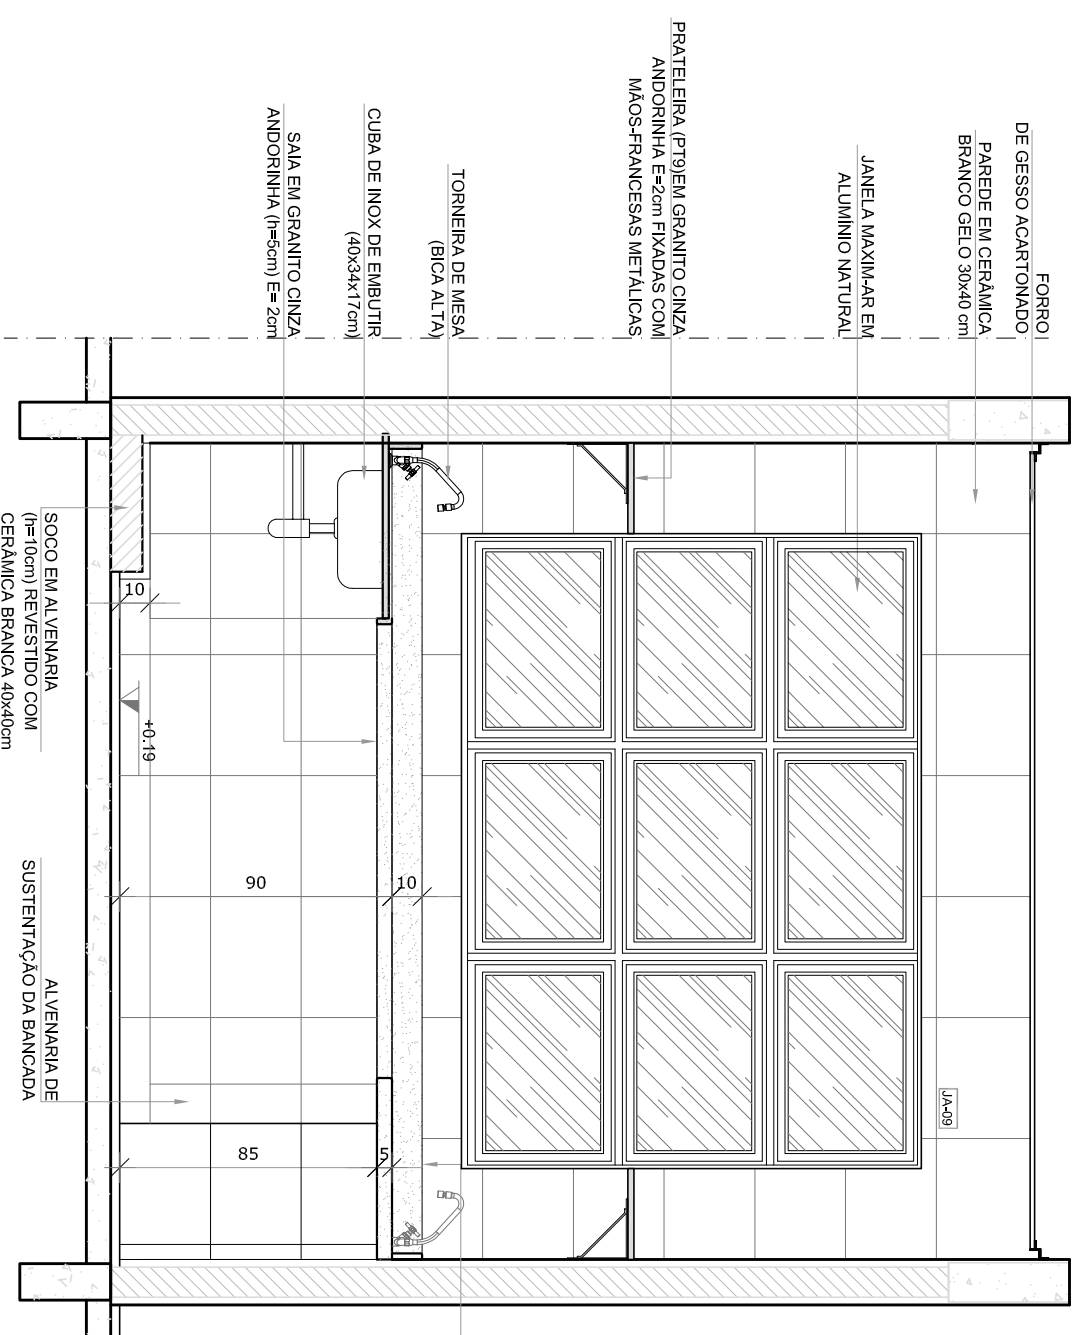 FORRO
DE GESSO ACARTONADO
PAREDE EM CERÂMICA
BRANCO GELO 30x40 cm
JANELA MAXIM-AR EM
ALUMÍNIO NATURAL
PRATELEIRA (PT9)EM GRANITO CINZA
ANDORINHA E=2cm FIXADAS COM
MÃOS-FRANCESAS METÁLICAS
TORNEIRA DE MESA
(BICA ALTA)
CUBA DE INOX DE EMBUTIR
(40x34x17cm)
SAIA EM GRANITO CINZA
ANDORINHA (h=5cm) E= 2cm
JA-09
10
90
10
85
5
+0.19
SOCO EM ALVENARIA
(h=10cm) REVESTIDO COM
CERÂMICA BRANCA 40x40cm
ALVENARIA DE
SUSTENTAÇÃO DA BANCADA